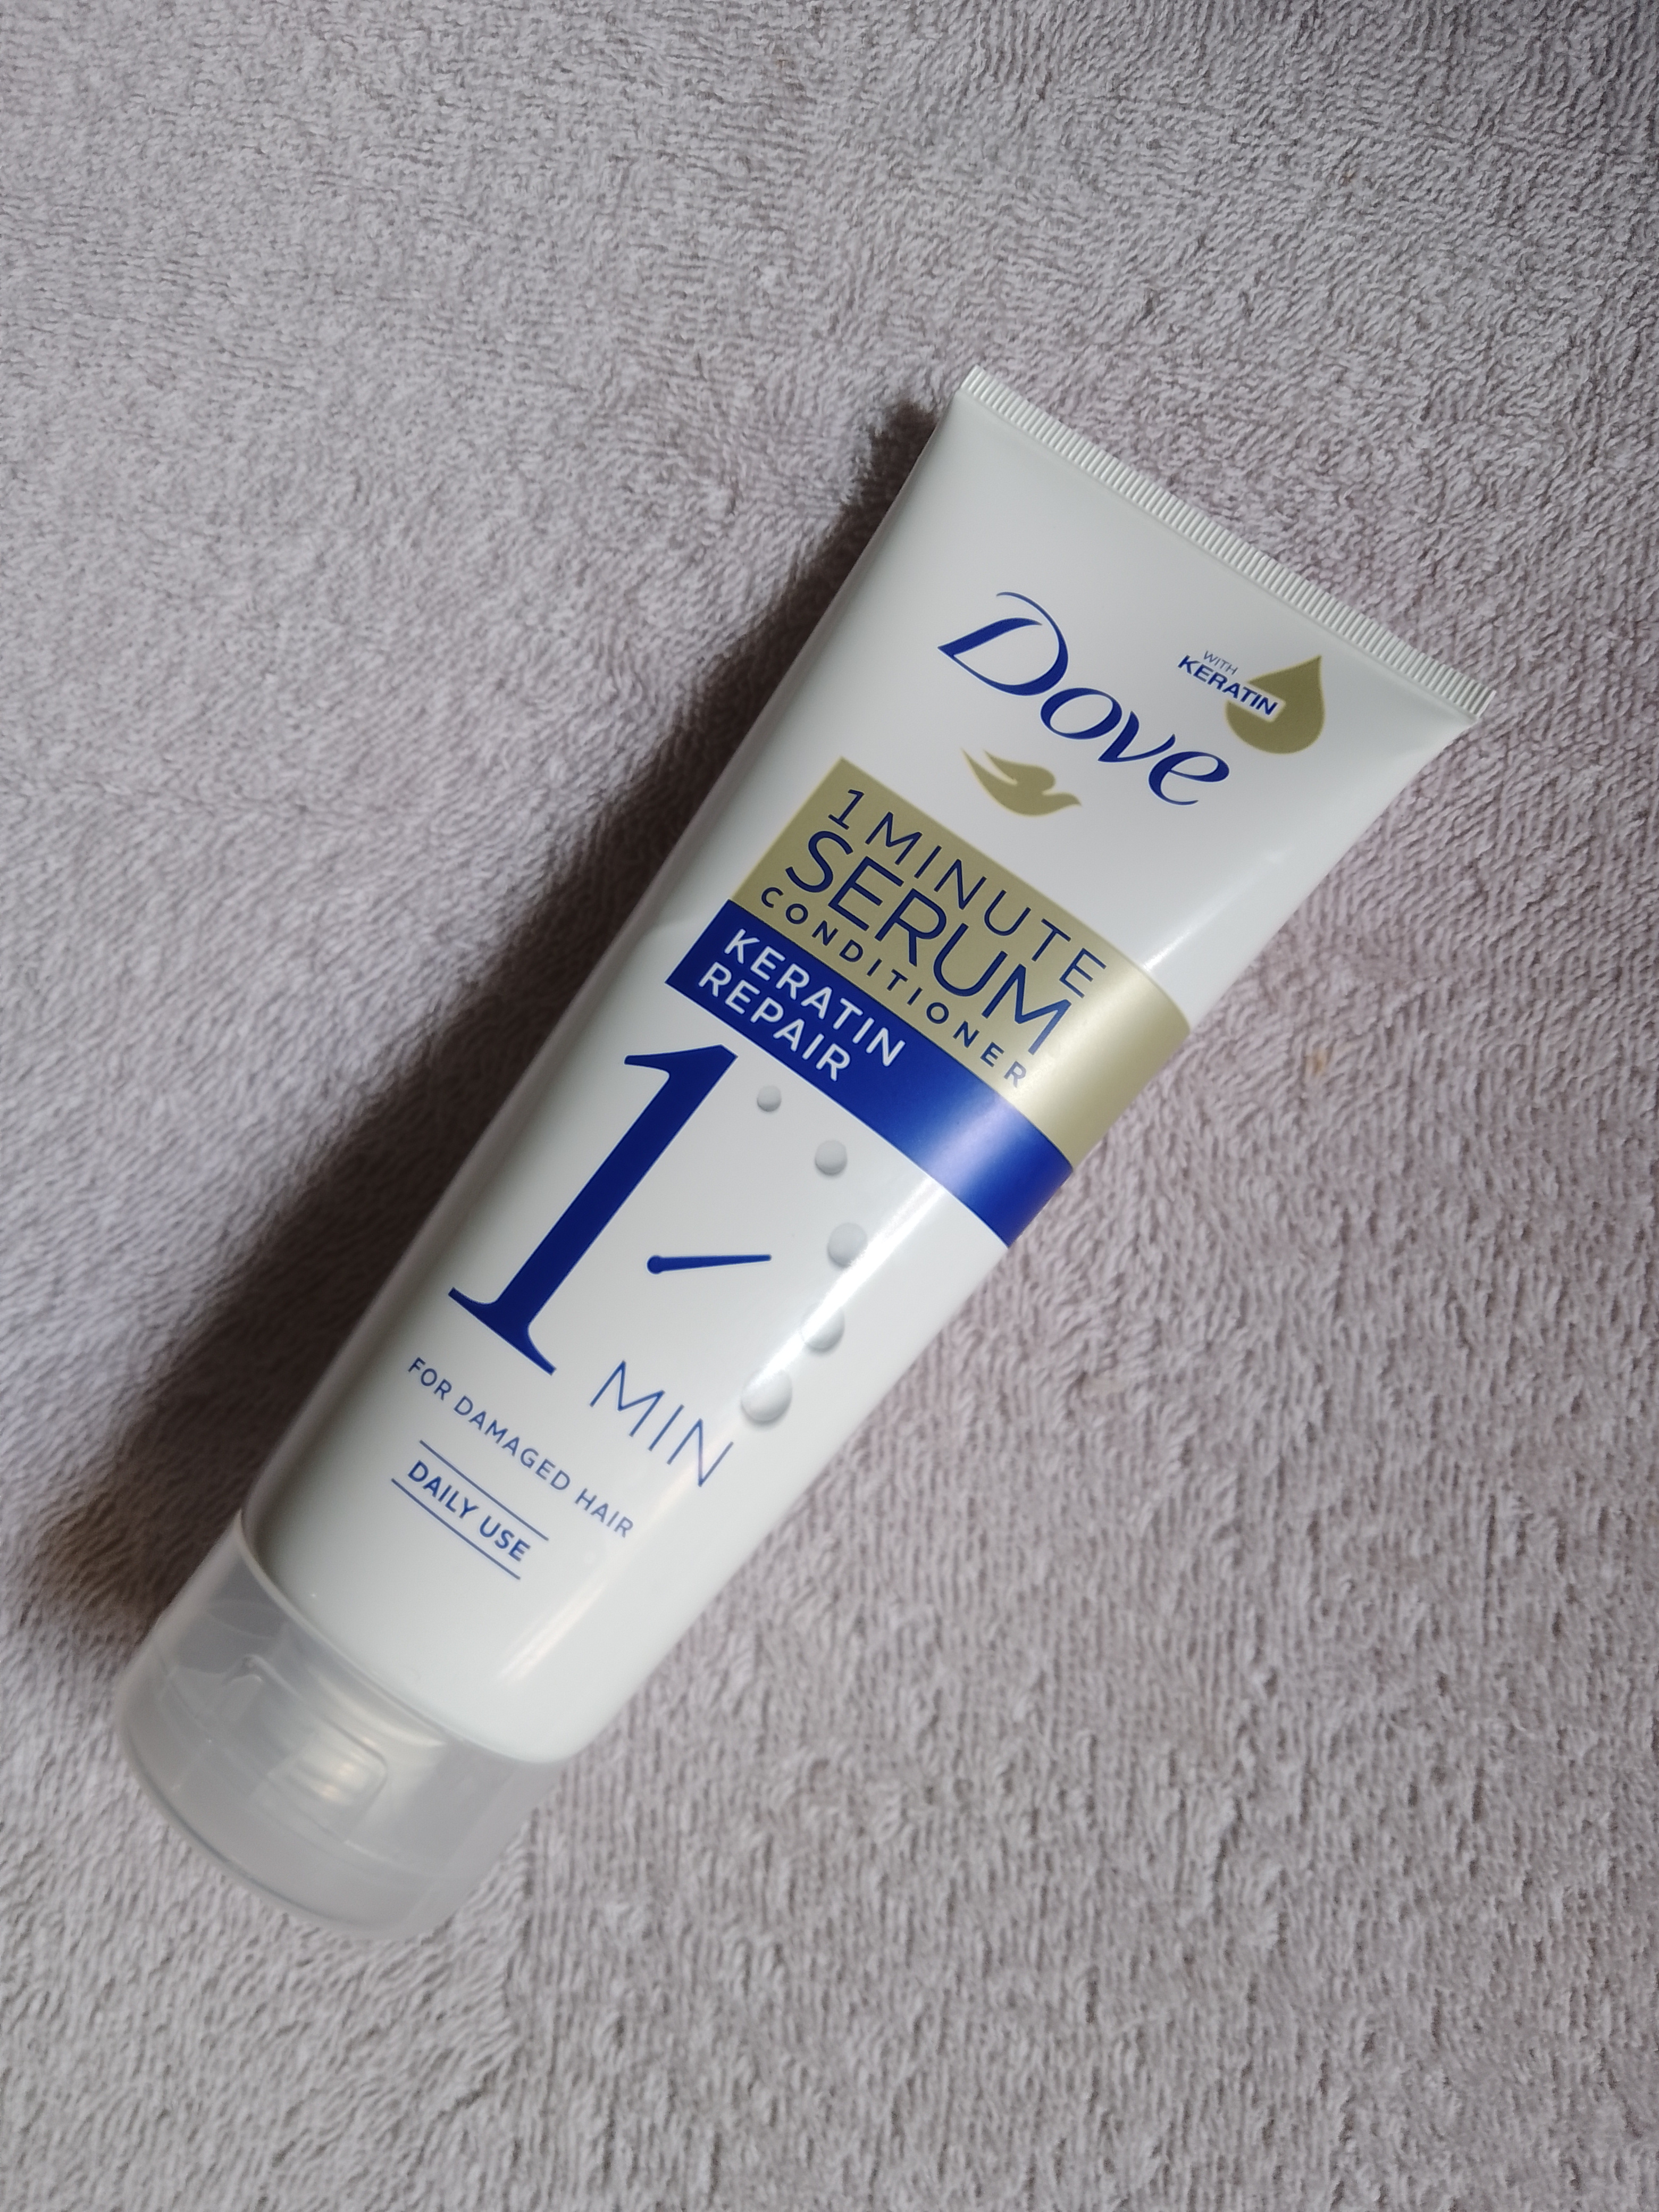 Dove
WITH
KERATIN
1 MINUTE
SERUM
CONDITIONER
KERATIN
REPAIR
1
MIN
FOR DAMAGED HAIR
DAILY USE